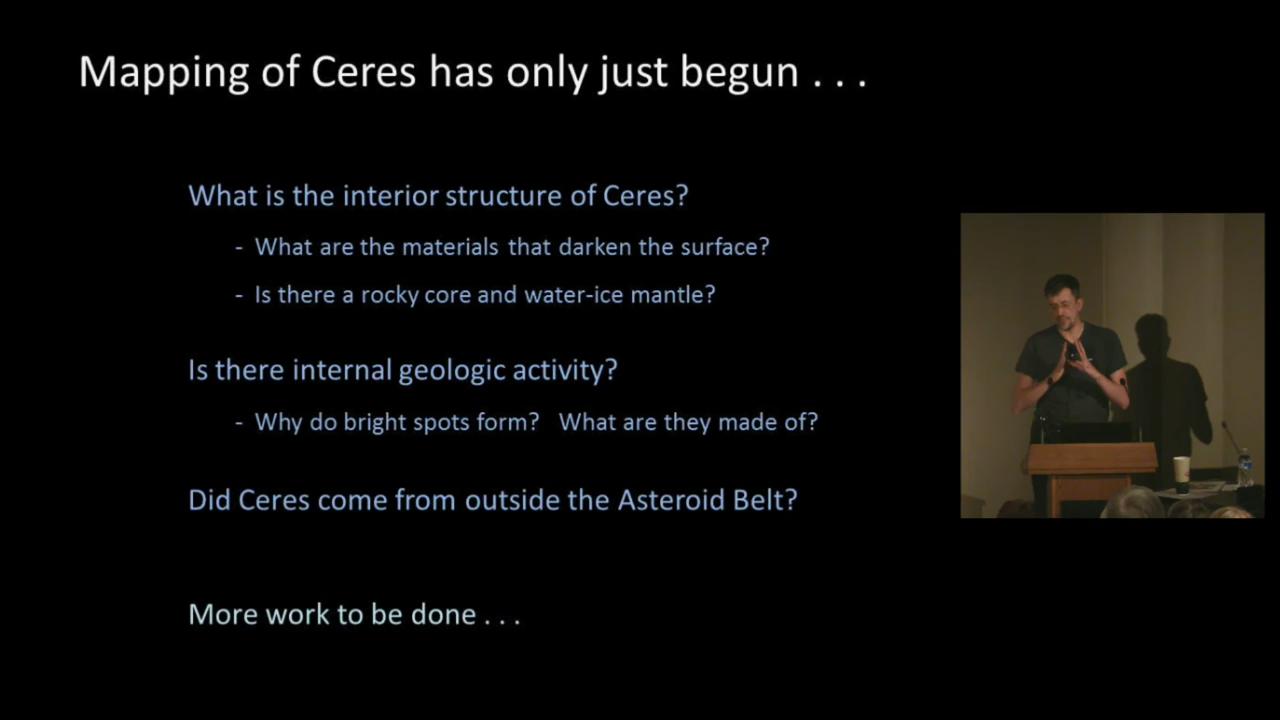 Mapping of Ceres has only just begun . . .
What is the interior structure of Ceres?
- What are the materials that darken the surface?
- Is there a rocky core and water-ice mantle?
Is there internal geologic activity?
- Why do bright spots form? What are they made of?
Did Ceres come from outside the Asteroid Belt?
More work to be done . . .